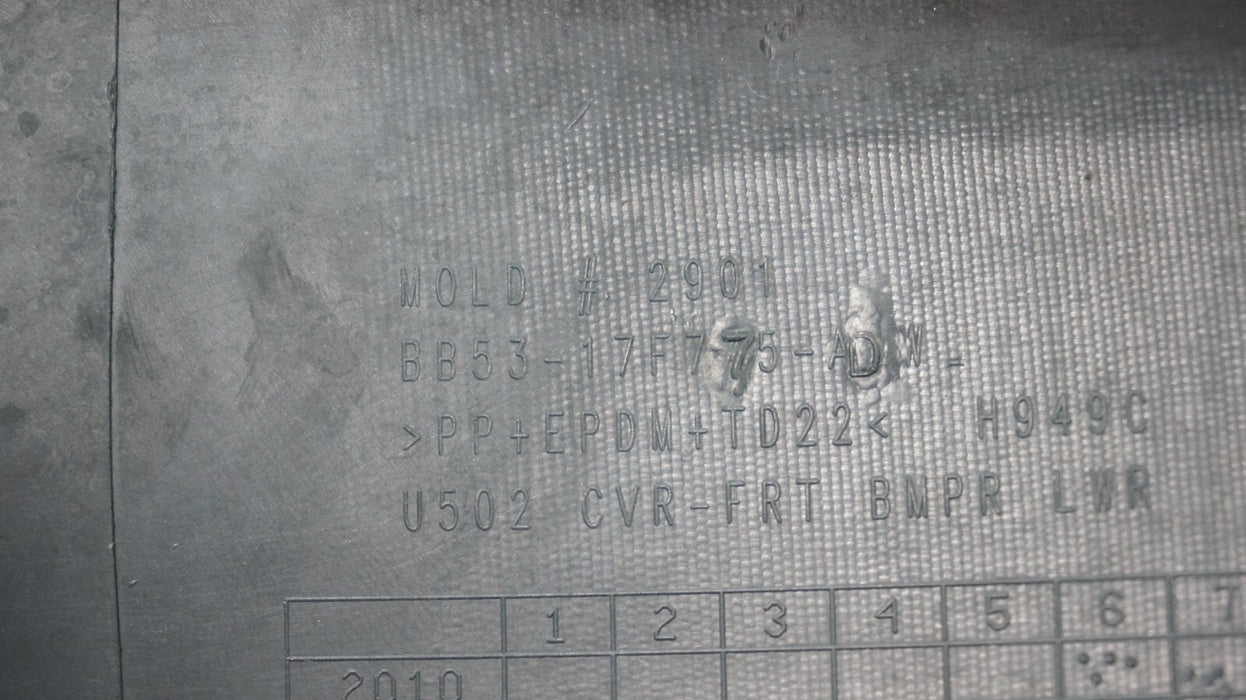 MOLD # 2901
BB53-17F775-ADW_
>PP+EPDM+TD22< H949C
U502 CVR-FRT BMPR LWR
1 2 3 4 5 6 7
2010